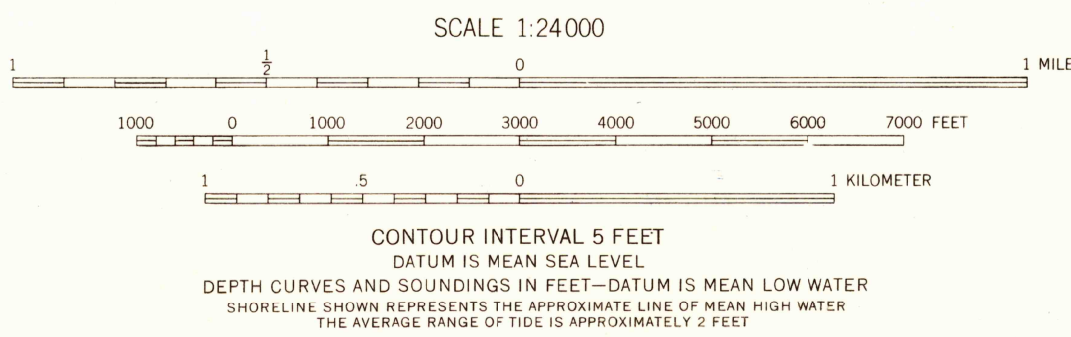 SCALE 1:24000
1 ½ 0 1 MILE
1000 0 1000 2000 3000 4000 5000 6000 7000 FEET
1 .5 0 1 KILOMETER
CONTOUR INTERVAL 5 FEET
DATUM IS MEAN SEA LEVEL
DEPTH CURVES AND SOUNDINGS IN FEET—DATUM IS MEAN LOW WATER
SHORELINE SHOWN REPRESENTS THE APPROXIMATE LINE OF MEAN HIGH WATER
THE AVERAGE RANGE OF TIDE IS APPROXIMATELY 2 FEET